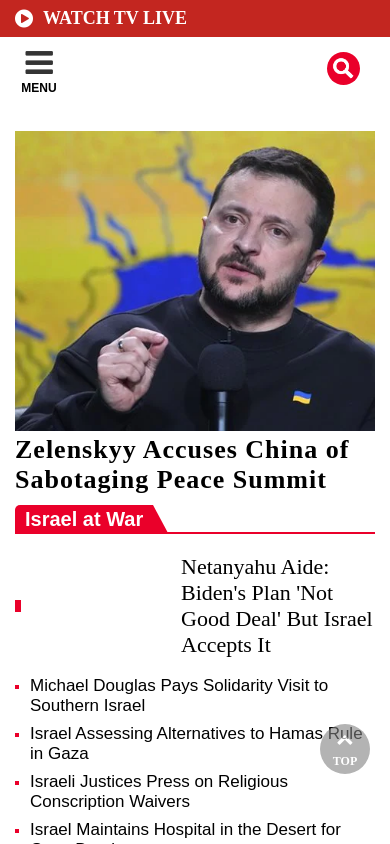 WATCH TV LIVE
MENU
Zelenskyy Accuses China of
Sabotaging Peace Summit
Israel at War
Netanyahu Aide:
Biden's Plan 'Not
Good Deal' But Israel
Accepts It
Michael Douglas Pays Solidarity Visit to
Southern Israel
Israel Assessing Alternatives to Hamas Rule
in Gaza
TOP
Israeli Justices Press on Religious
Conscription Waivers
Israel Maintains Hospital in the Desert for